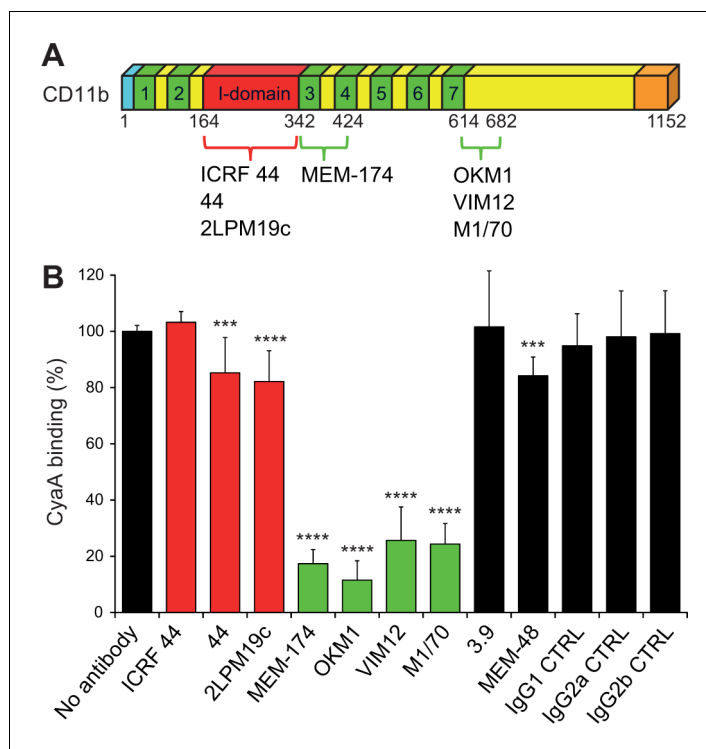 A
CD11b
1 2 I-domain 3 4 5 6 7
1 164 342 424 614 682 1152
ICRF 44 MEM-174 OKM1
44 VIM12
2LPM19c M1/70
B
CyaA binding (%)
120
100
80
60
40
20
0
*** **** **** **** **** **** ***
No antibody ICRF 44 44 2LPM19c MEM-174 OKM1 VIM12 M1/70 3.9 MEM-48 IgG1 CTRL IgG2a CTRL IgG2b CTRL